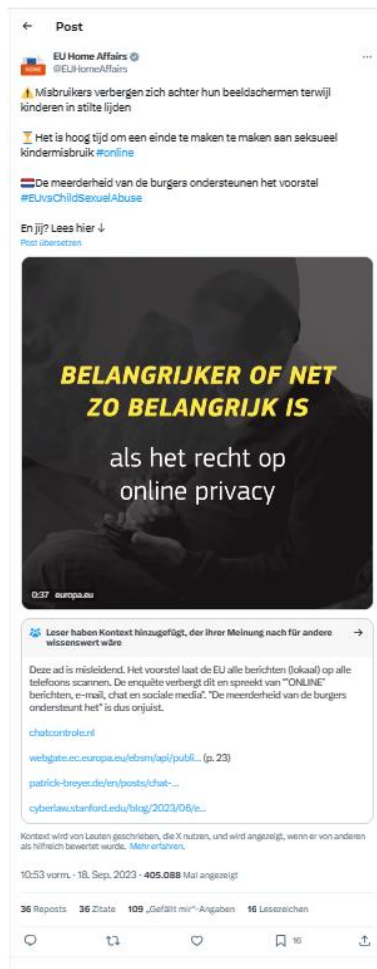 ← Post
EU Home Affairs
@EUHomeAffairs
...
⚠️ Misbruikers verbergen zich achter hun beeldschermen terwijl
kinderen in stilte lijden
⏳ Het is hoog tijd om een einde te maken te maken aan seksueel
kindermisbruik #online
🇳🇱De meerderheid van de burgers ondersteunen het voorstel
#EUvsChildSexualAbuse
En jij? Lees hier ↓
Post übersetzen
BELANGRIJKER OF NET
ZO BELANGRIJK IS
als het recht op
online privacy
0:37 europa.eu
Leser haben Kontext hinzugefügt, der ihrer Meinung nach für andere →
wissenswert wäre
Deze ad is misleidend. Het voorstel laat de EU alle berichten (lokaal) op alle
telefoons scannen. De enquête verbergt dit en spreekt van ""ONLINE"
berichten, e-mail, chat en sociale media". "De meerderheid van de burgers
ondersteunt het" is dus onjuist.
chatcontrole.nl
webgate.ec.europa.eu/ebsm/api/publi... (p. 23)
patrick-breyer.de/en/posts/chat-...
cyberlaw.stanford.edu/blog/2023/06/e...
Kontext wird von Leuten geschrieben, die X nutzen, und wird angezeigt, wenn er von anderen
als hilfreich bewertet wurde. Mehr erfahren.
10:53 vorm. · 18. Sep. 2023 · 405.088 Mal angezeigt
36 Reposts 36 Zitate 109 „Gefällt mir“-Angaben 16 Lesezeichen
16